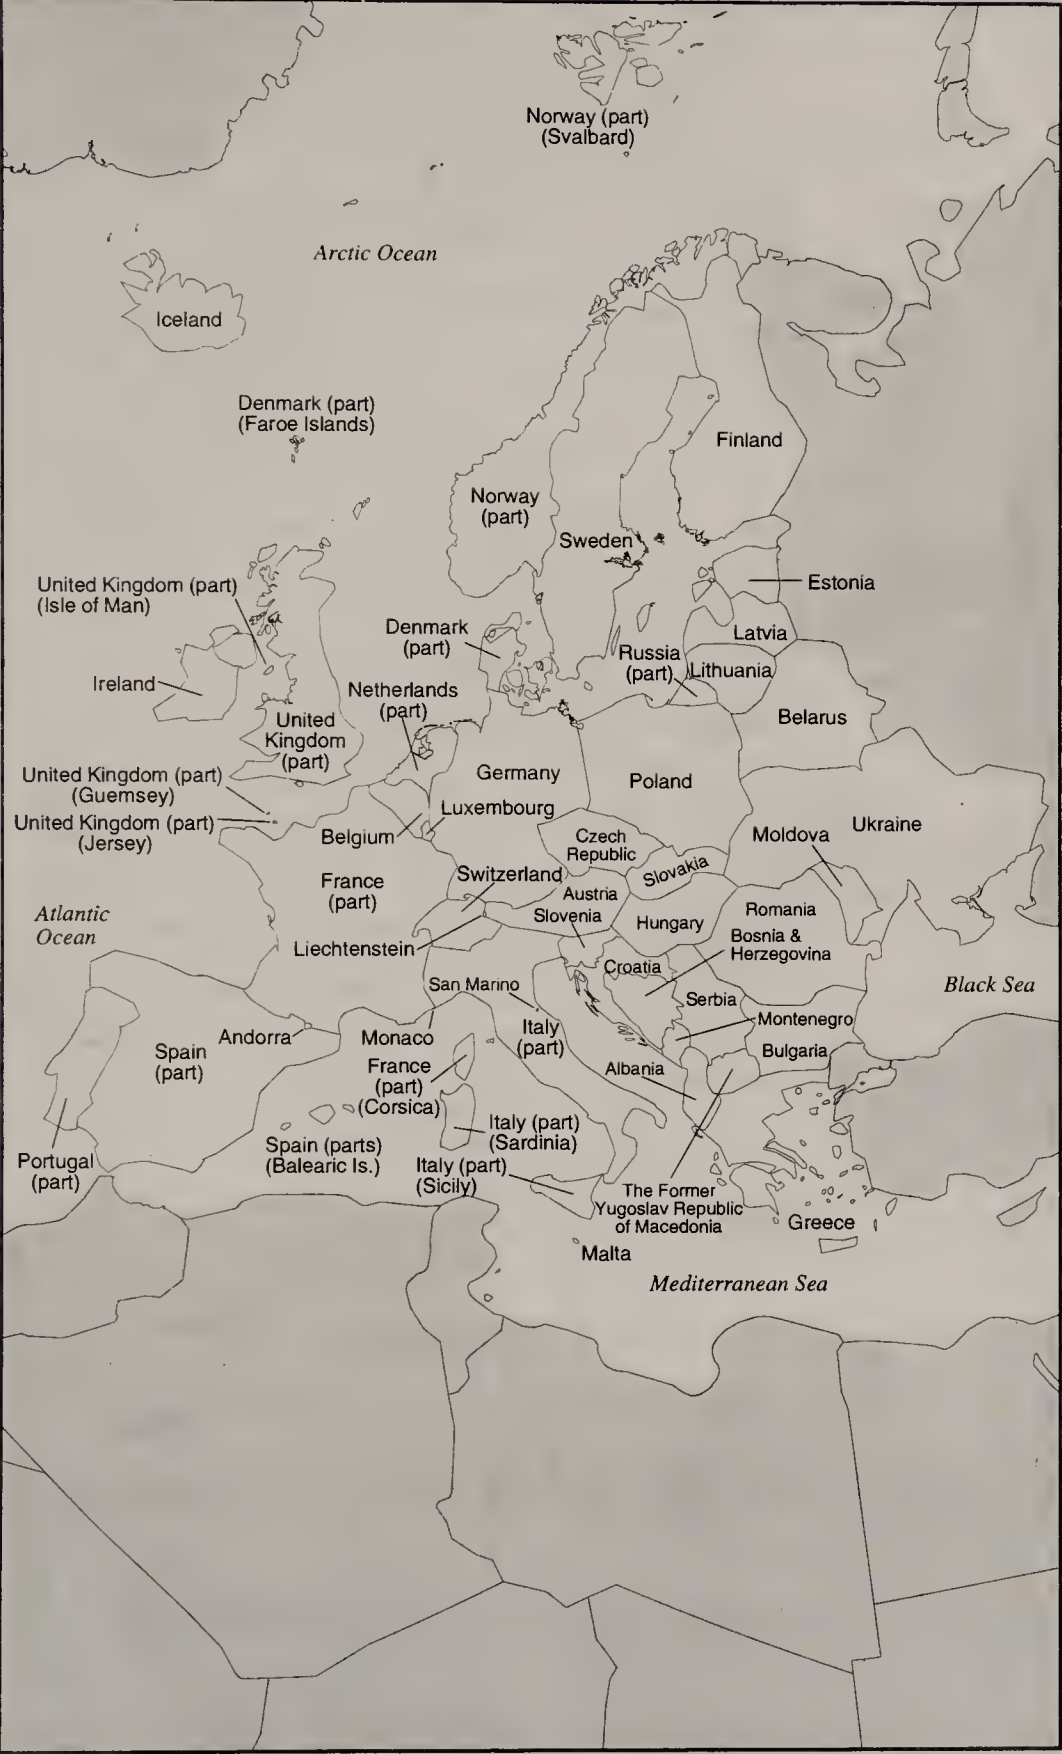 Norway (part)
(Svalbard)
Arctic Ocean
Iceland
Denmark (part)
(Faroe Islands)
Finland
Norway
(part)
Sweden
United Kingdom (part)
(Isle of Man)
Estonia
Denmark
(part)
Latvia
Russia
(part)
Lithuania
Ireland
Netherlands
(part)
Belarus
United
Kingdom
(part)
Germany
Poland
United Kingdom (part)
(Guernsey)
Luxembourg
United Kingdom (part)
(Jersey)
Belgium
Czech
Republic
Moldova
Ukraine
Switzerland
Slovakia
France
(part)
Austria
Atlantic
Ocean
Slovenia
Hungary
Romania
Liechtenstein
Bosnia &
Herzegovina
Croatia
San Marino
Serbia
Black Sea
Montenegro
Andorra
Monaco
Italy
(part)
Spain
(part)
Bulgaria
France
(part)
(Corsica)
Albania
Italy (part)
(Sardinia)
Spain (parts)
(Balearic Is.)
Portugal
(part)
Italy (part)
(Sicily)
The Former
Yugoslav Republic
of Macedonia
Greece
Malta
Mediterranean Sea